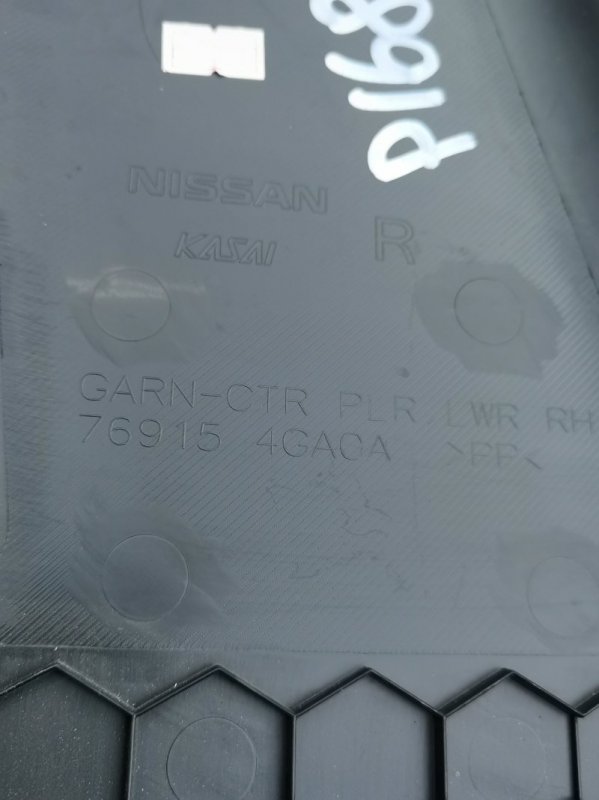 P168
NISSAN
KASAI R
GARN-CTR PLR LWR RH
76915 4GA0A >PP<